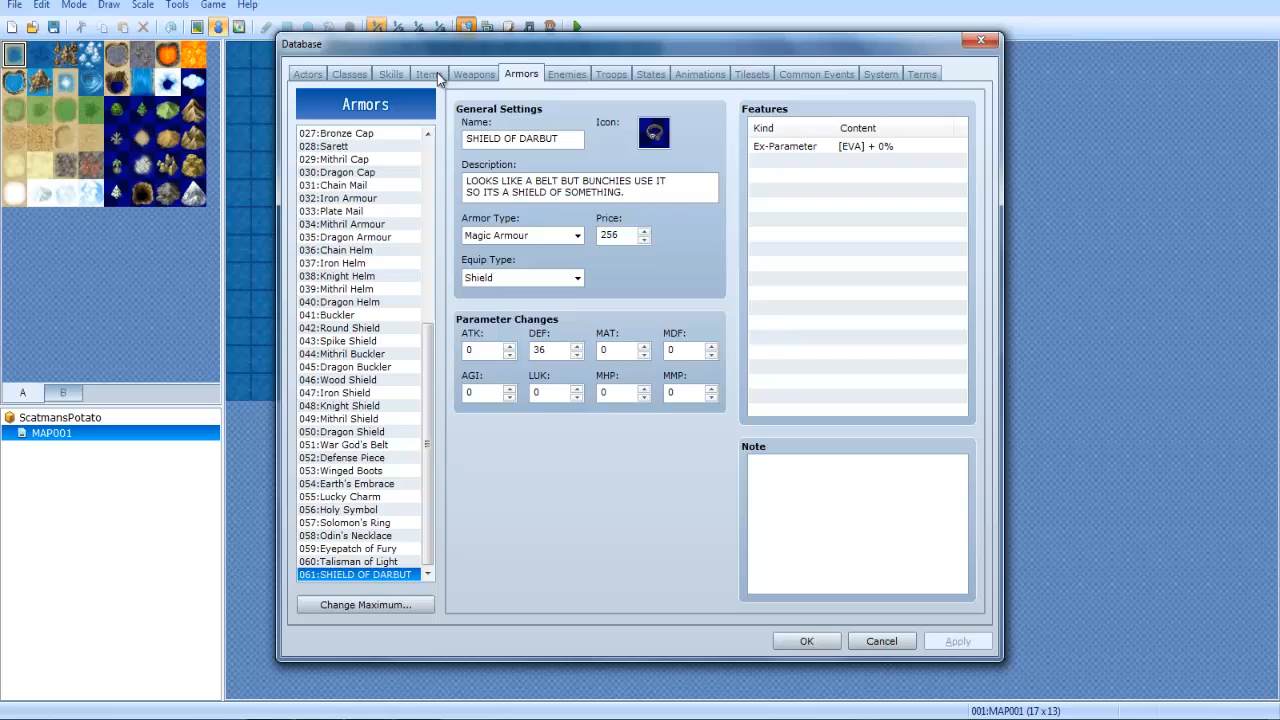 File Edit Mode Draw Scale Tools Game Help
Database
Actors Classes Skills Items Weapons Armors Enemies Troops States Animations Tilesets Common Events System Terms
Armors
027:Bronze Cap
028:Sarett
029:Mithril Cap
030:Dragon Cap
031:Chain Mail
032:Iron Armour
033:Plate Mail
034:Mithril Armour
035:Dragon Armour
036:Chain Helm
037:Iron Helm
038:Knight Helm
039:Mithril Helm
040:Dragon Helm
041:Buckler
042:Round Shield
043:Spike Shield
044:Mithril Buckler
045:Dragon Buckler
046:Wood Shield
047:Iron Shield
048:Knight Shield
049:Mithril Shield
050:Dragon Shield
051:War God's Belt
052:Defense Piece
053:Winged Boots
054:Earth's Embrace
055:Lucky Charm
056:Holy Symbol
057:Solomon's Ring
058:Odin's Necklace
059:Eyepatch of Fury
060:Talisman of Light
061:SHIELD OF DARBUT
Change Maximum...
General Settings
Name:
Icon:
SHIELD OF DARBUT
Description:
LOOKS LIKE A BELT BUT BUNCHIES USE IT
SO ITS A SHIELD OF SOMETHING.
Armor Type:
Price:
Magic Armour
256
Equip Type:
Shield
Parameter Changes
ATK: DEF: MAT: MDF:
0 36 0 0
AGI: LUK: MHP: MMP:
0 0 0 0
Features
Kind Content
Ex-Parameter [EVA] + 0%
Note
OK Cancel Apply
A B
ScatmansPotato
MAP001
001:MAP001 (17 x 13)